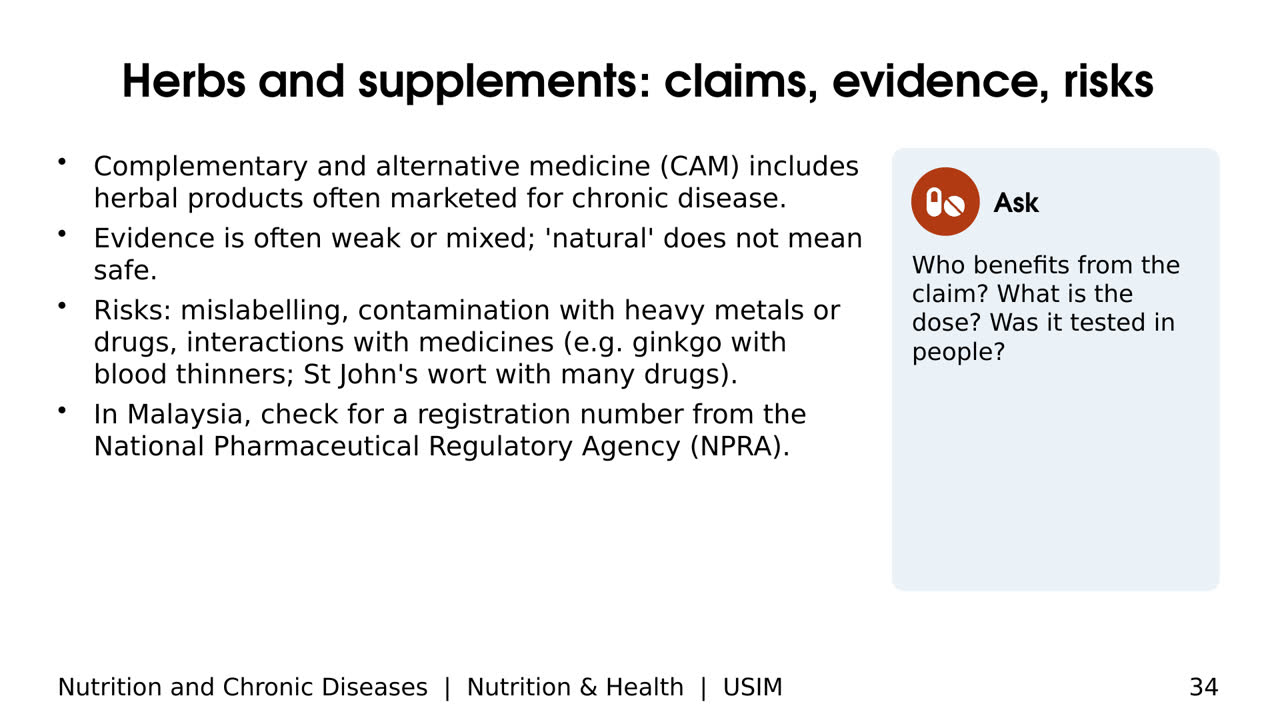 Herbs and supplements: claims, evidence, risks
• Complementary and alternative medicine (CAM) includes
herbal products often marketed for chronic disease.
• Evidence is often weak or mixed; 'natural' does not mean
safe.
• Risks: mislabelling, contamination with heavy metals or
drugs, interactions with medicines (e.g. ginkgo with
blood thinners; St John's wort with many drugs).
• In Malaysia, check for a registration number from the
National Pharmaceutical Regulatory Agency (NPRA).
Ask
Who benefits from the
claim? What is the
dose? Was it tested in
people?
Nutrition and Chronic Diseases | Nutrition & Health | USIM
34